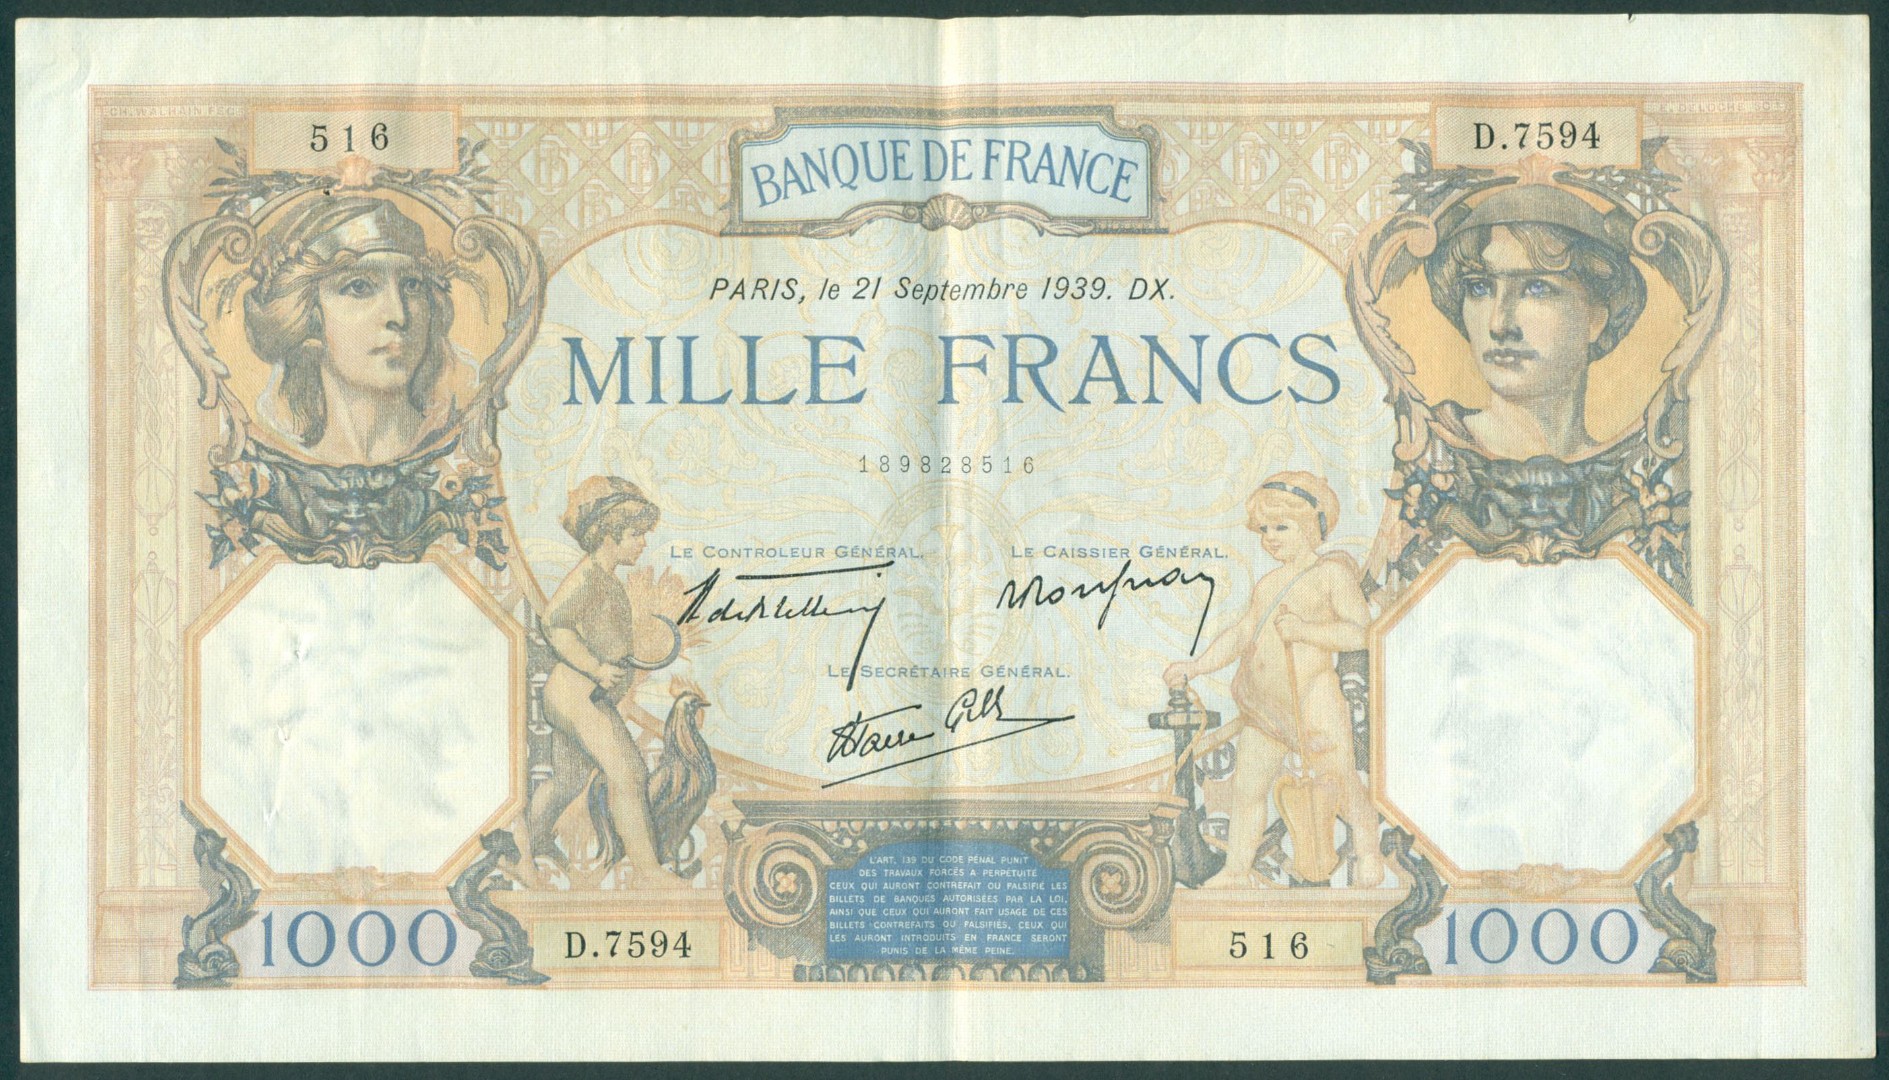 CH. WALHAIN FEC.
516
BANQUE DE FRANCE
D.7594
PARIS, le 21 Septembre 1939. DX.
MILLE FRANCS
189828516
LE CONTROLEUR GÉNÉRAL.
LE CAISSIER GÉNÉRAL.
LE SECRÉTAIRE GÉNÉRAL.
L'ART. 139 DU CODE PÉNAL PUNIT
DES TRAVAUX FORCÉS A PERPÉTUITÉ
CEUX QUI AURONT CONTREFAIT OU FALSIFIÉ LES
BILLETS DE BANQUES AUTORISÉES PAR LA LOI,
AINSI QUE CEUX QUI AURONT FAIT USAGE DE CES
BILLETS CONTREFAITS OU FALSIFIÉS, CEUX QUI
LES AURONT INTRODUITS EN FRANCE SERONT
PUNIS DE LA MÊME PEINE.
1000
D.7594
516
1000